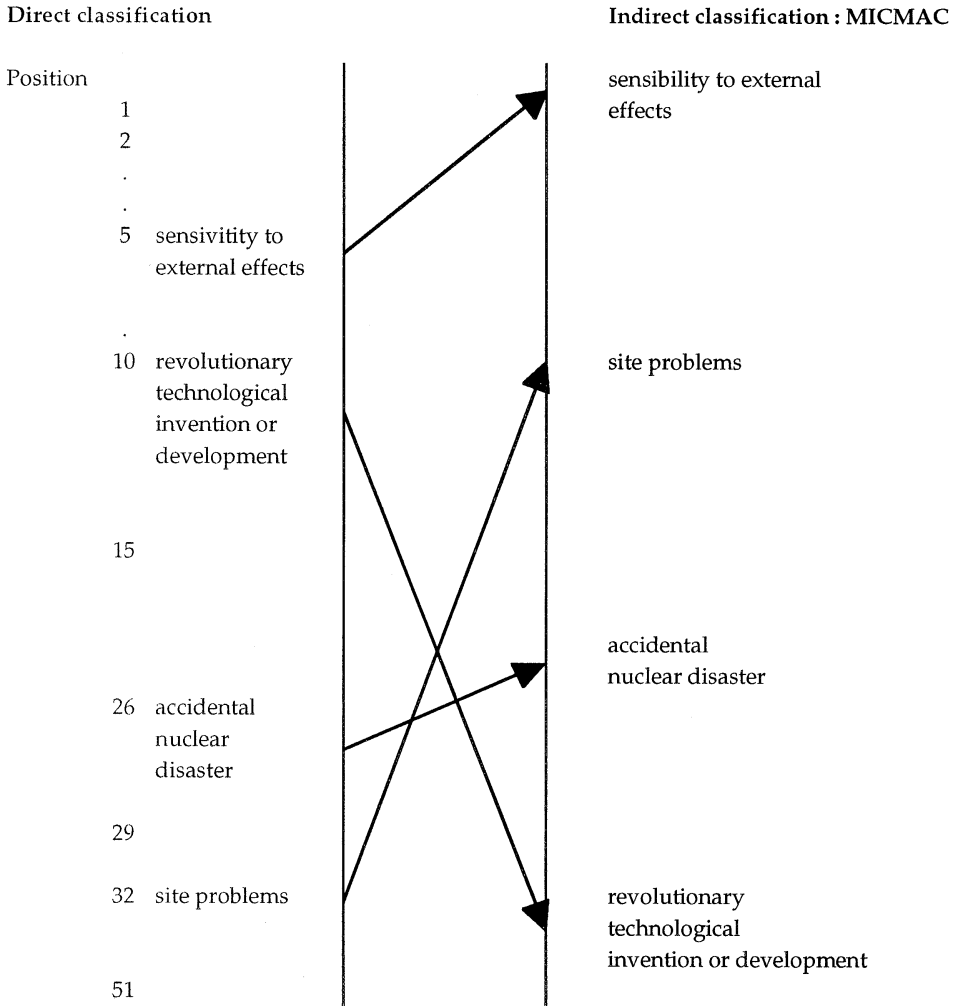 Direct classification
Indirect classification : MICMAC
Position
sensibility to external
effects
1
2
.
.
5 sensivitity to
external effects
.
10 revolutionary
technological
invention or
development
site problems
15
accidental
nuclear disaster
26 accidental
nuclear
disaster
29
32 site problems
revolutionary
technological
invention or development
51